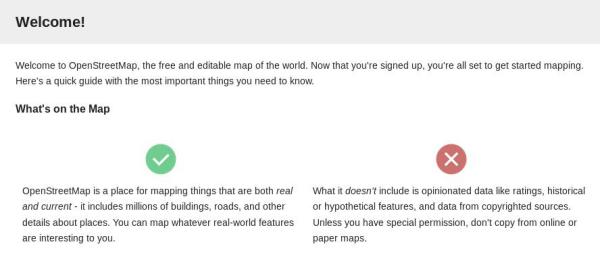 Welcome!
Welcome to OpenStreetMap, the free and editable map of the world. Now that you're signed up, you're all set to get started mapping.
Here's a quick guide with the most important things you need to know.
What's on the Map
OpenStreetMap is a place for mapping things that are both real
and current - it includes millions of buildings, roads, and other
details about places. You can map whatever real-world features
are interesting to you.
What it doesn't include is opinionated data like ratings, historical
or hypothetical features, and data from copyrighted sources.
Unless you have special permission, don't copy from online or
paper maps.